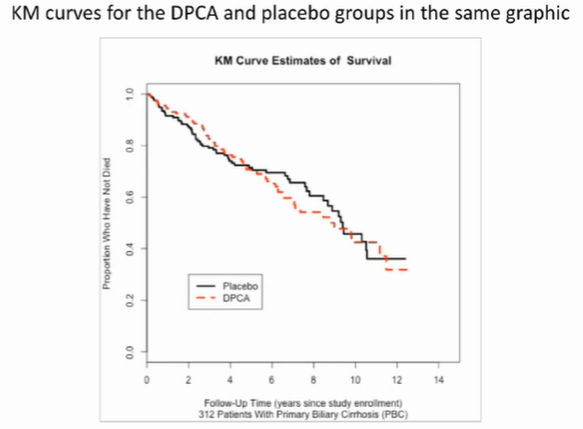 KM curves for the DPCA and placebo groups in the same graphic
KM Curve Estimates of Survival
Proportion Who Have Not Died
1.0
0.8
0.6
0.4
0.2
0.0
Placebo
DPCA
0 2 4 6 8 10 12 14
Follow-Up Time (years since study enrollment)
312 Patients With Primary Biliary Cirrhosis (PBC)